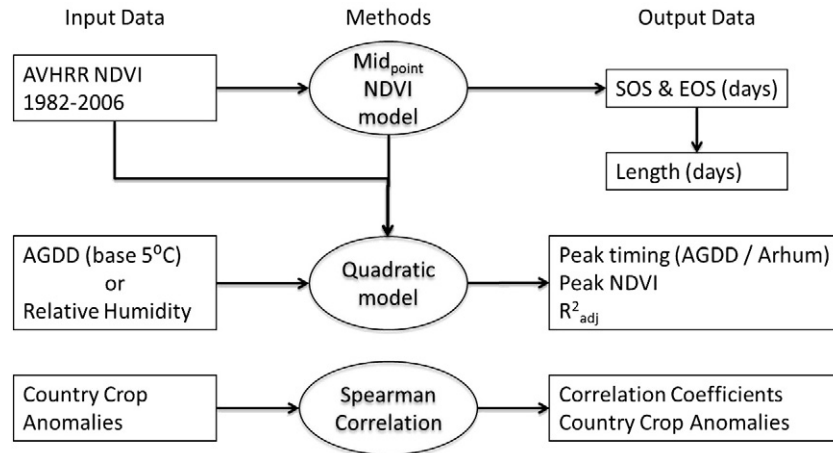 Input Data
Methods
Output Data
AVHRR NDVI
1982-2006
Mid_point
NDVI
model
SOS & EOS (days)
Length (days)
AGDD (base 5⁰C)
or
Relative Humidity
Quadratic
model
Peak timing (AGDD / Arhum)
Peak NDVI
R²_adj
Country Crop
Anomalies
Spearman
Correlation
Correlation Coefficients
Country Crop Anomalies